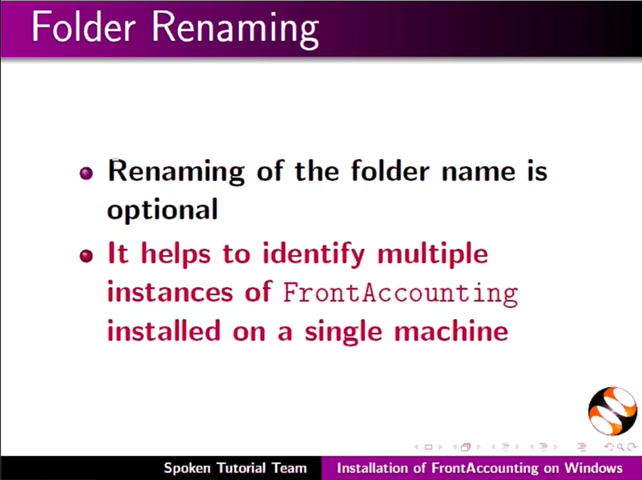 Folder Renaming
Renaming of the folder name is
optional
It helps to identify multiple
instances of FrontAccounting
installed on a single machine
Spoken Tutorial Team
Installation of FrontAccounting on Windows